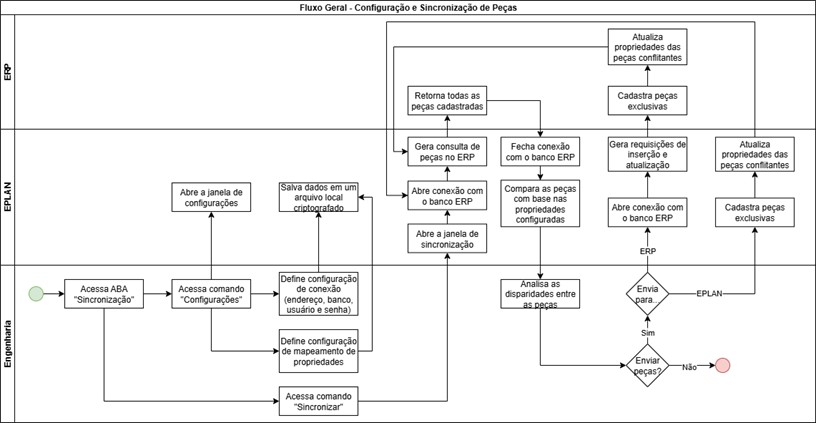 Fluxo Geral - Configuração e Sincronização de Peças
ERP
Atualiza
propriedades das
peças conflitantes
Retorna todas as
peças cadastradas
Cadastra peças
exclusivas
EPLAN
Gera consulta de
peças no ERP
Fecha conexão
com o banco ERP
Gera requisições de
inserção e
atualização
Atualiza
propriedades das
peças conflitantes
Abre a janela de
configurações
Salva dados em um
arquivo local
criptografado
Abre conexão com
o banco ERP
Compara as peças
com base nas
propriedades
configuradas
Abre conexão com
o banco ERP
Cadastra peças
exclusivas
Abre a janela de
sincronização
ERP
Engenharia
Acessa ABA
"Sincronização"
Acessa comando
"Configurações"
Define configuração
de conexão
(endereço, banco,
usuário e senha)
Analisa as
disparidades entre
as peças
Envia
para...
EPLAN
Sim
Define configuração
de mapeamento de
propriedades
Enviar
peças?
Não
Acessa comando
"Sincronizar"